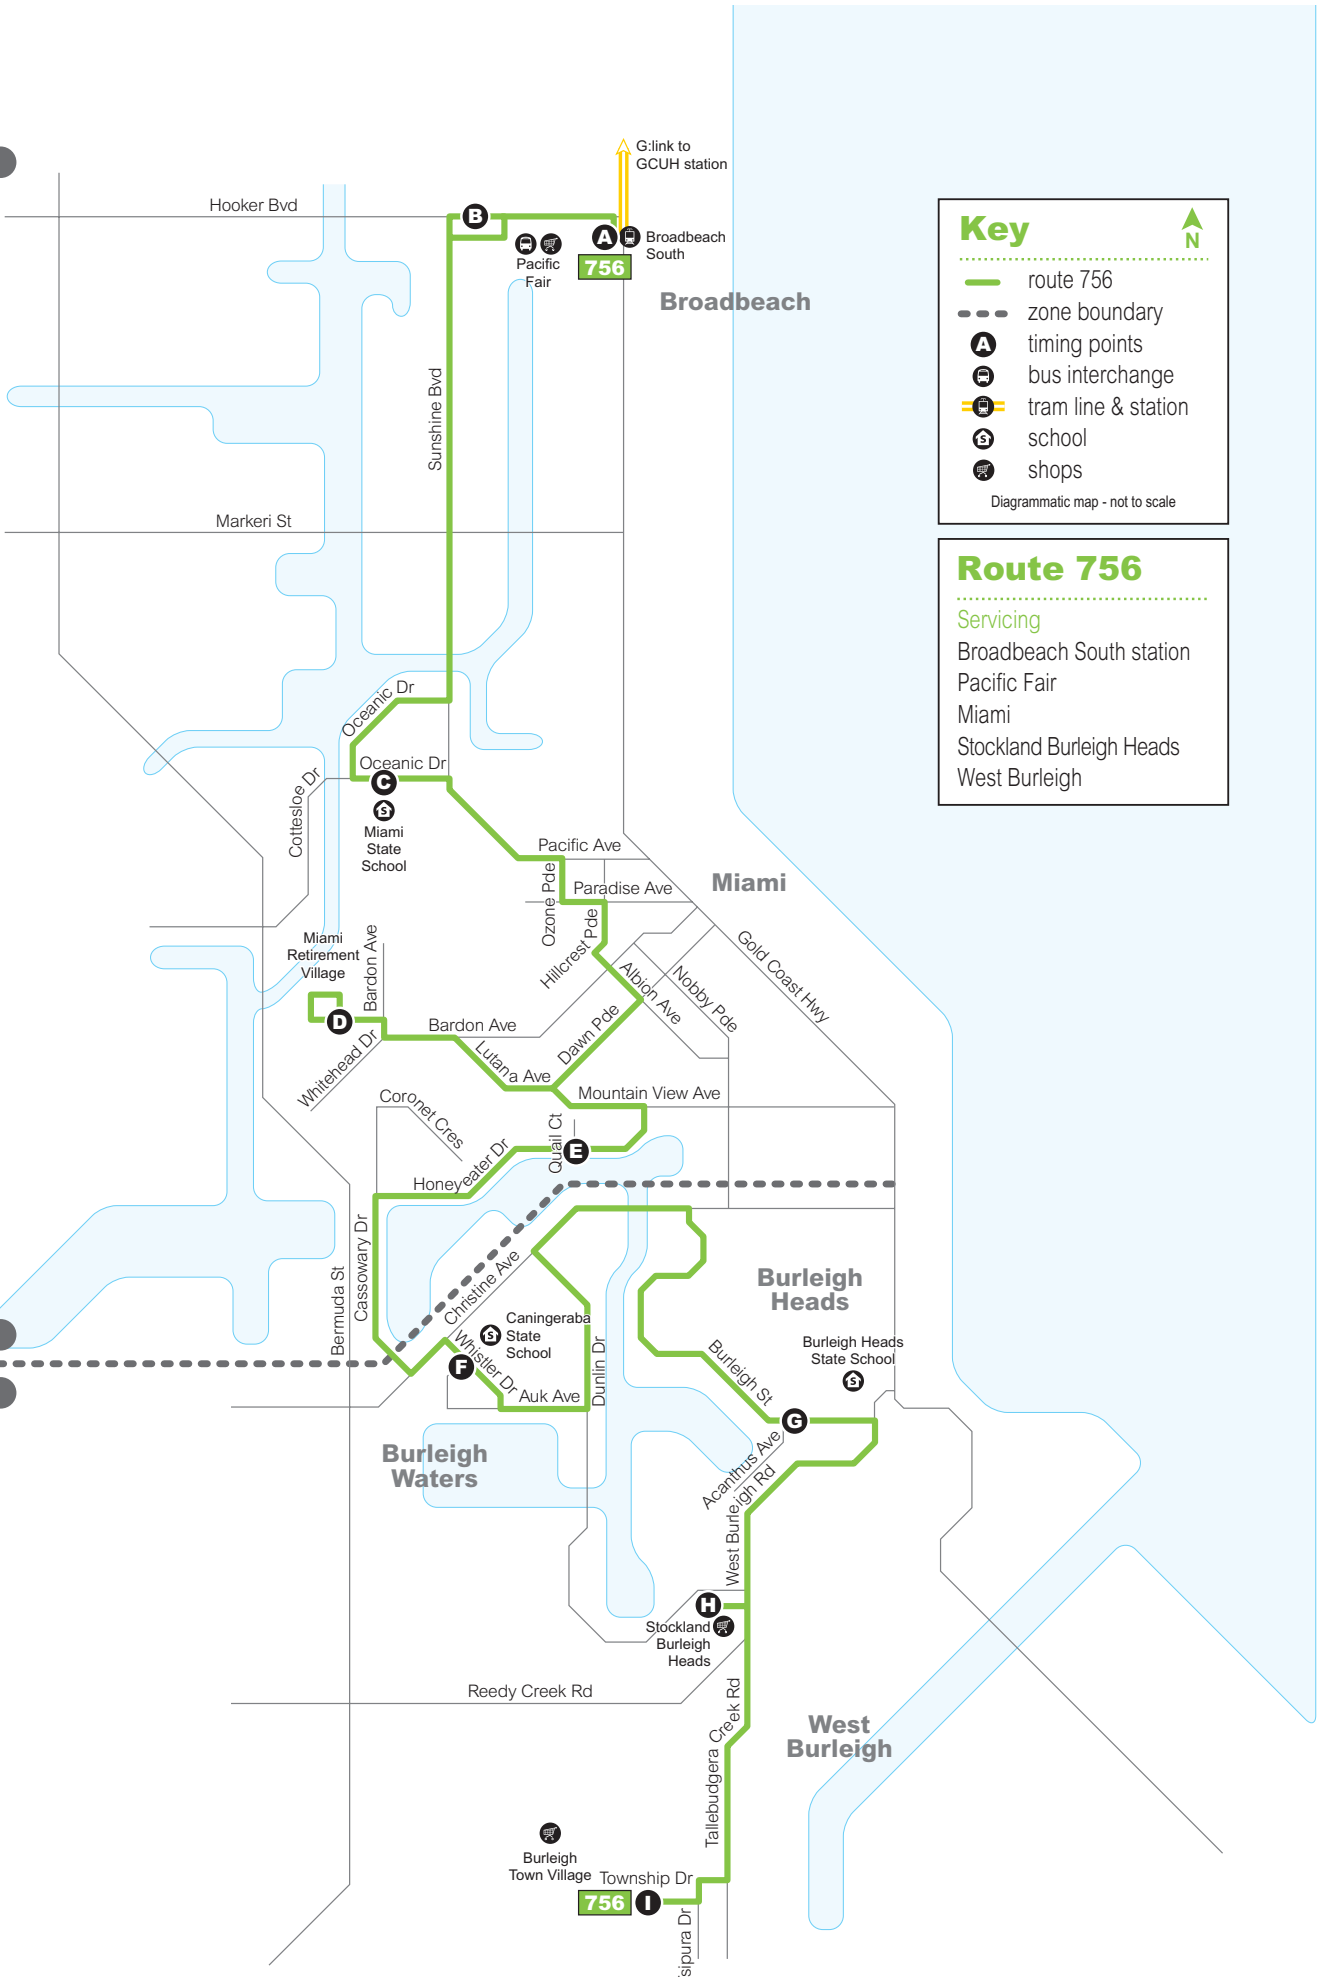 G:link to
GCUH station
Hooker Bvd
B
A
Broadbeach
South
Pacific
Fair
756
Broadbeach
Key
N
route 756
zone boundary
A
timing points
bus interchange
tram line & station
S
school
shops
Diagrammatic map - not to scale
Sunshine Bvd
Markeri St
Route 756
Servicing
Broadbeach South station
Pacific Fair
Miami
Stockland Burleigh Heads
West Burleigh
Oceanic Dr
Oceanic Dr
C
Cottesloe Dr
S
Miami
State
School
Pacific Ave
Ozone Pde
Paradise Ave
Miami
Hillcrest Pde
Gold Coast Hwy
Miami
Retirement
Village
Bardon Ave
Albion Ave
Nobby Pde
D
Bardon Ave
Dawn Pde
Whitehead Dr
Lutana Ave
Mountain View Ave
Coronet Cres
Quail Ct
E
Honeyeater Dr
Cassowary Dr
Bermuda St
Christine Ave
Burleigh
Heads
Caningeraba
State
School
S
Whistler Dr
F
Burleigh Heads
State School
S
Dunlin Dr
Auk Ave
Burleigh St
G
Burleigh
Waters
Acanthus Ave
West Burleigh Rd
H
Stockland
Burleigh
Heads
Reedy Creek Rd
Tallebudgera Creek Rd
West
Burleigh
Burleigh
Town Village
Township Dr
756
I
sipura Dr